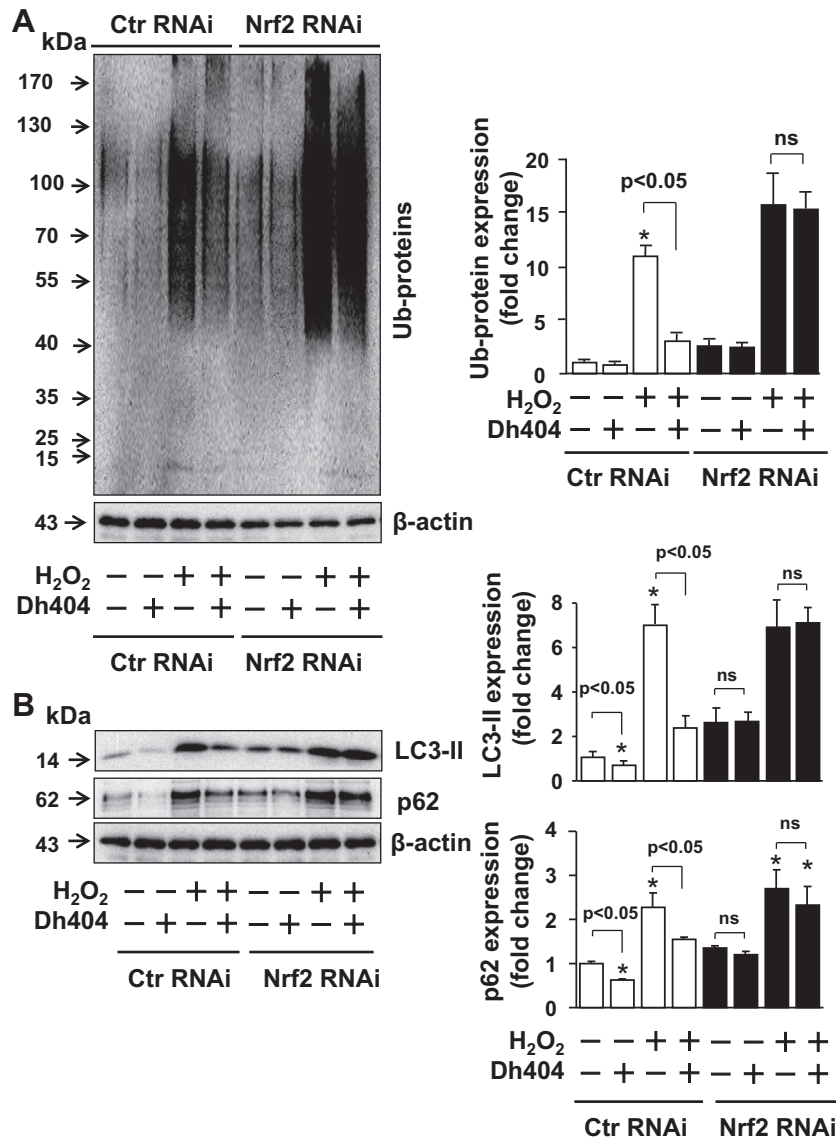 A
Ctr RNAi Nrf2 RNAi
kDa
170
130
100
70
55
40
35
25
15
Ub-proteins
43
β-actin
H2O2 – – + + – – + +
Dh404 – + – + – + – +
Ctr RNAi Nrf2 RNAi
Ub-protein expression
(fold change)
20
15
10
5
0
*
p<0.05
ns
H2O2 – – + + – – + +
Dh404 – + – + – + – +
Ctr RNAi Nrf2 RNAi
B
kDa
14
LC3-II
62
p62
43
β-actin
H2O2 – – + + – – + +
Dh404 – + – + – + – +
Ctr RNAi Nrf2 RNAi
LC3-II expression
(fold change)
8
6
4
2
0
p<0.05
*
*
p<0.05
ns
ns
p62 expression
(fold change)
4
3
2
1
0
p<0.05
*
*
p<0.05
ns
*
ns
*
H2O2 – – + + – – + +
Dh404 – + – + – + – +
Ctr RNAi Nrf2 RNAi